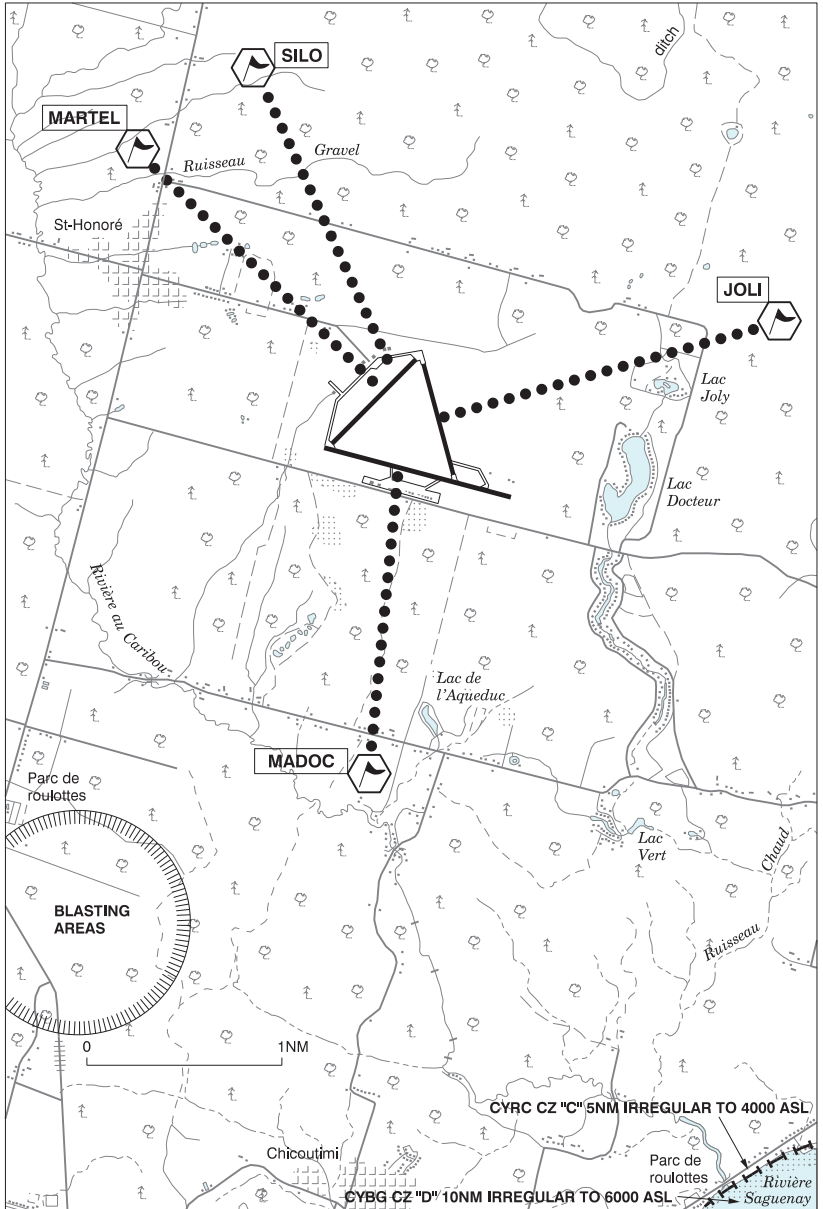 SILO
ditch
MARTEL
Ruisseau
Gravel
St-Honoré
JOLI
Lac
Joly
Lac
Docteur
Rivière au Caribou
Lac de
l'Aqueduc
MADOC
Parc de
roulottes
Lac
Vert
Chaud
Ruisseau
BLASTING
AREAS
0
1NM
CYRC CZ "C" 5NM IRREGULAR TO 4000 ASL
Chicoutimi
Parc de
roulottes
Rivière
Saguenay
CYBG CZ "D" 10NM IRREGULAR TO 6000 ASL